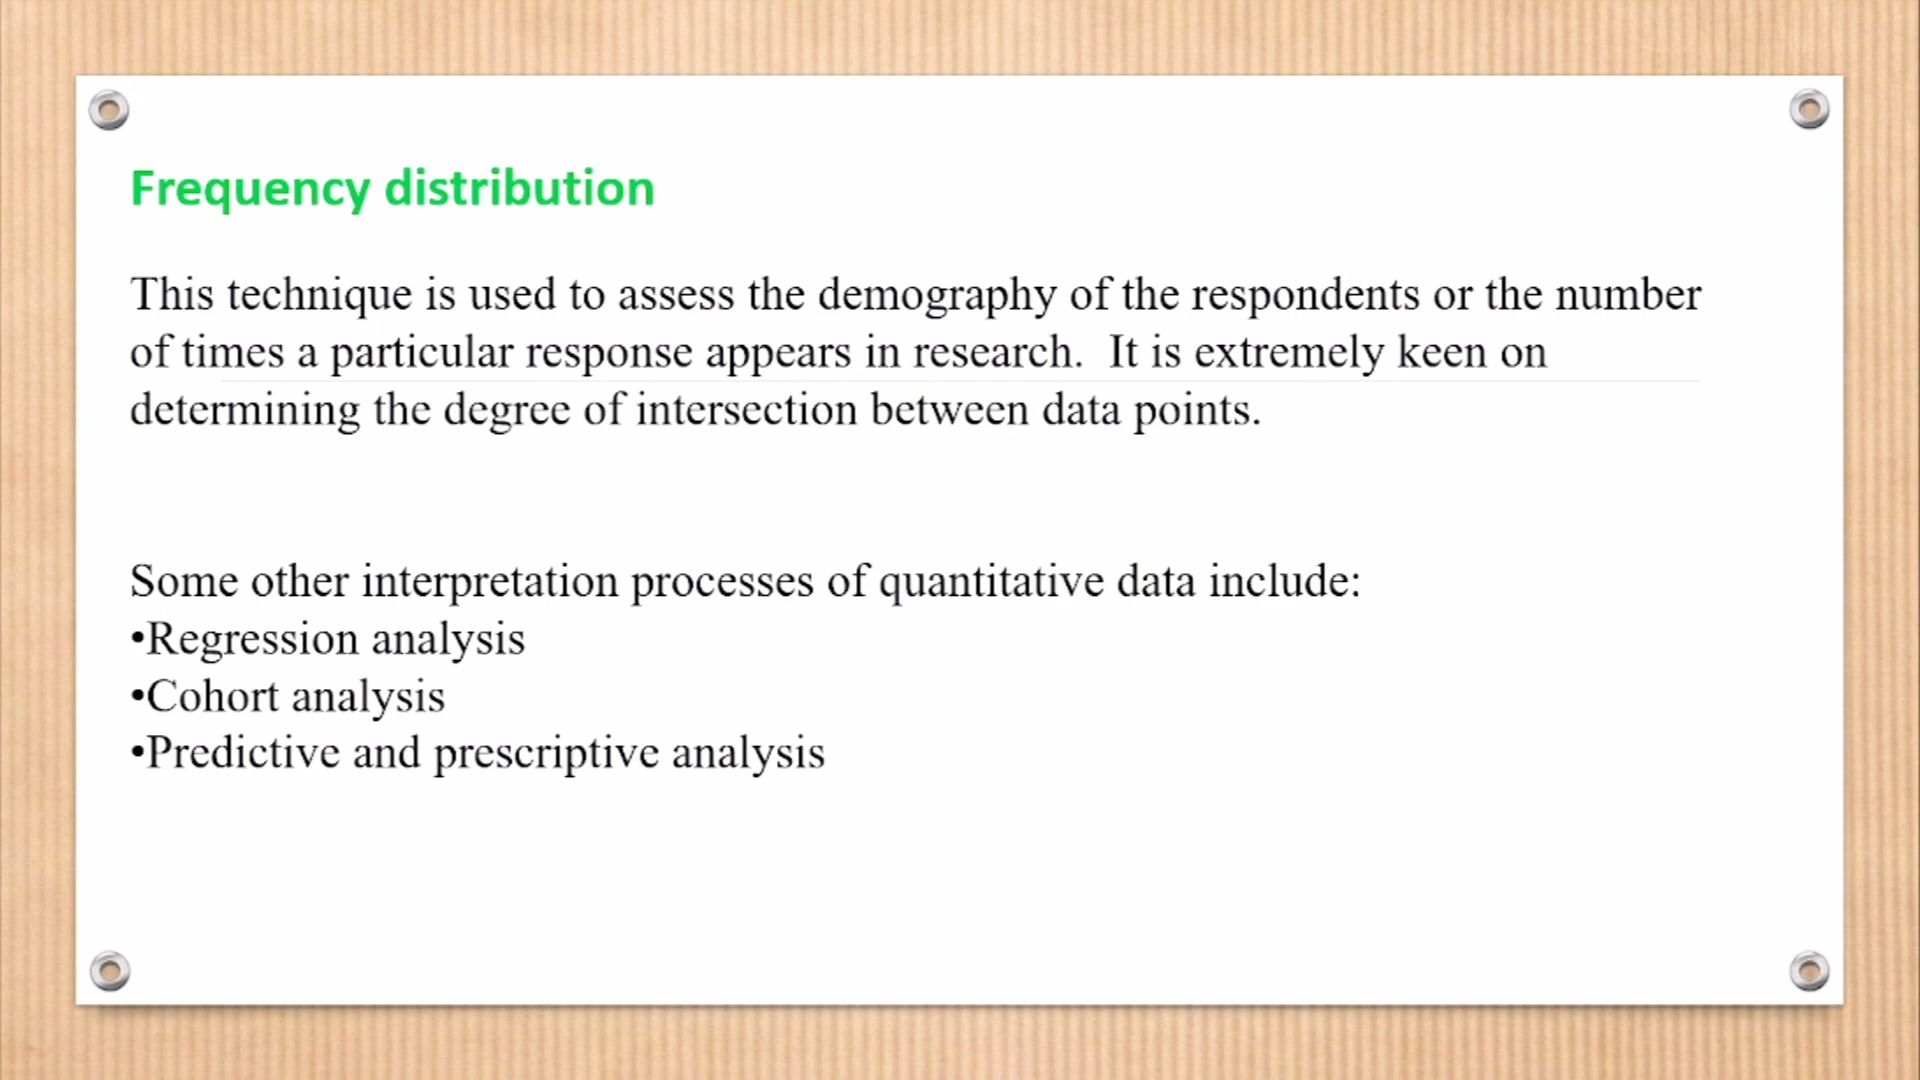 Frequency distribution
This technique is used to assess the demography of the respondents or the number
of times a particular response appears in research.  It is extremely keen on
determining the degree of intersection between data points.
Some other interpretation processes of quantitative data include:
•Regression analysis
•Cohort analysis
•Predictive and prescriptive analysis